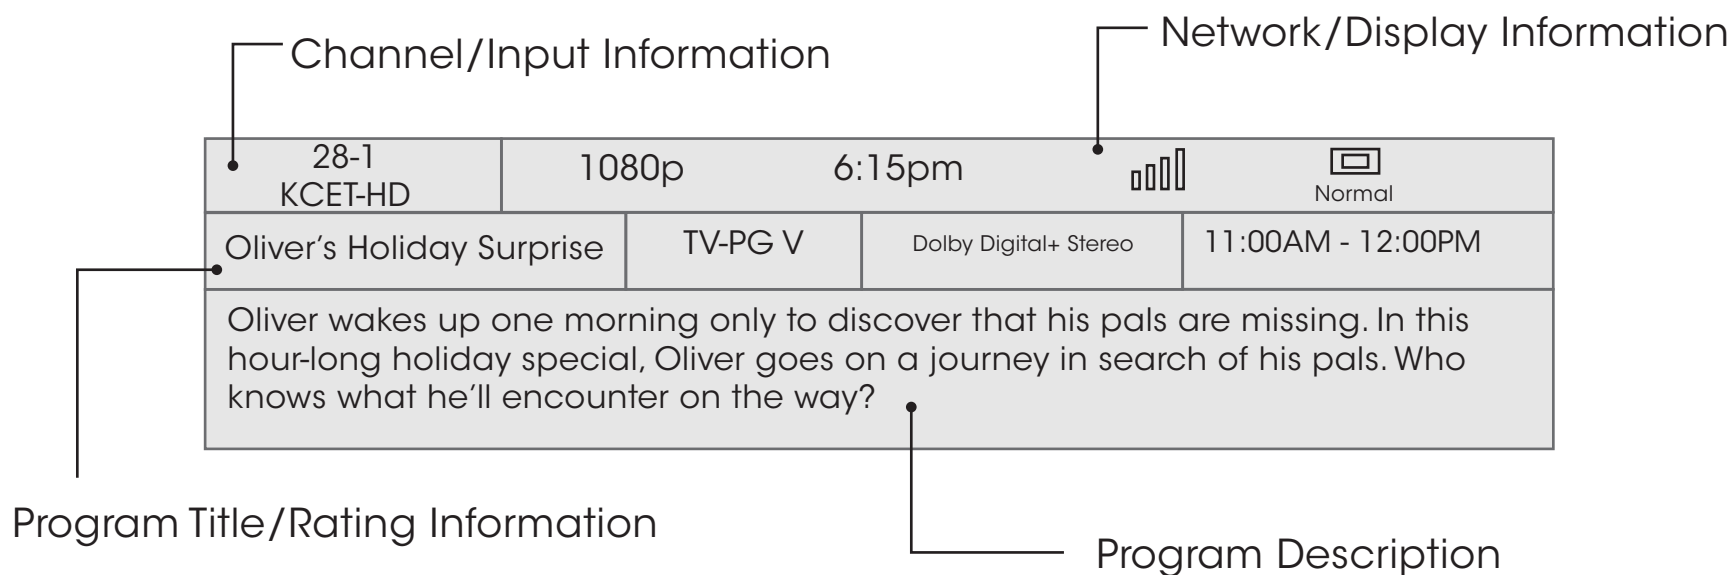 Channel/Input Information
Network/Display Information
28-1
KCET-HD
1080p
6:15pm
Normal
Oliver's Holiday Surprise
TV-PG V
Dolby Digital+ Stereo
11:00AM - 12:00PM
Oliver wakes up one morning only to discover that his pals are missing. In this
hour-long holiday special, Oliver goes on a journey in search of his pals. Who
knows what he'll encounter on the way?
Program Title/Rating Information
Program Description